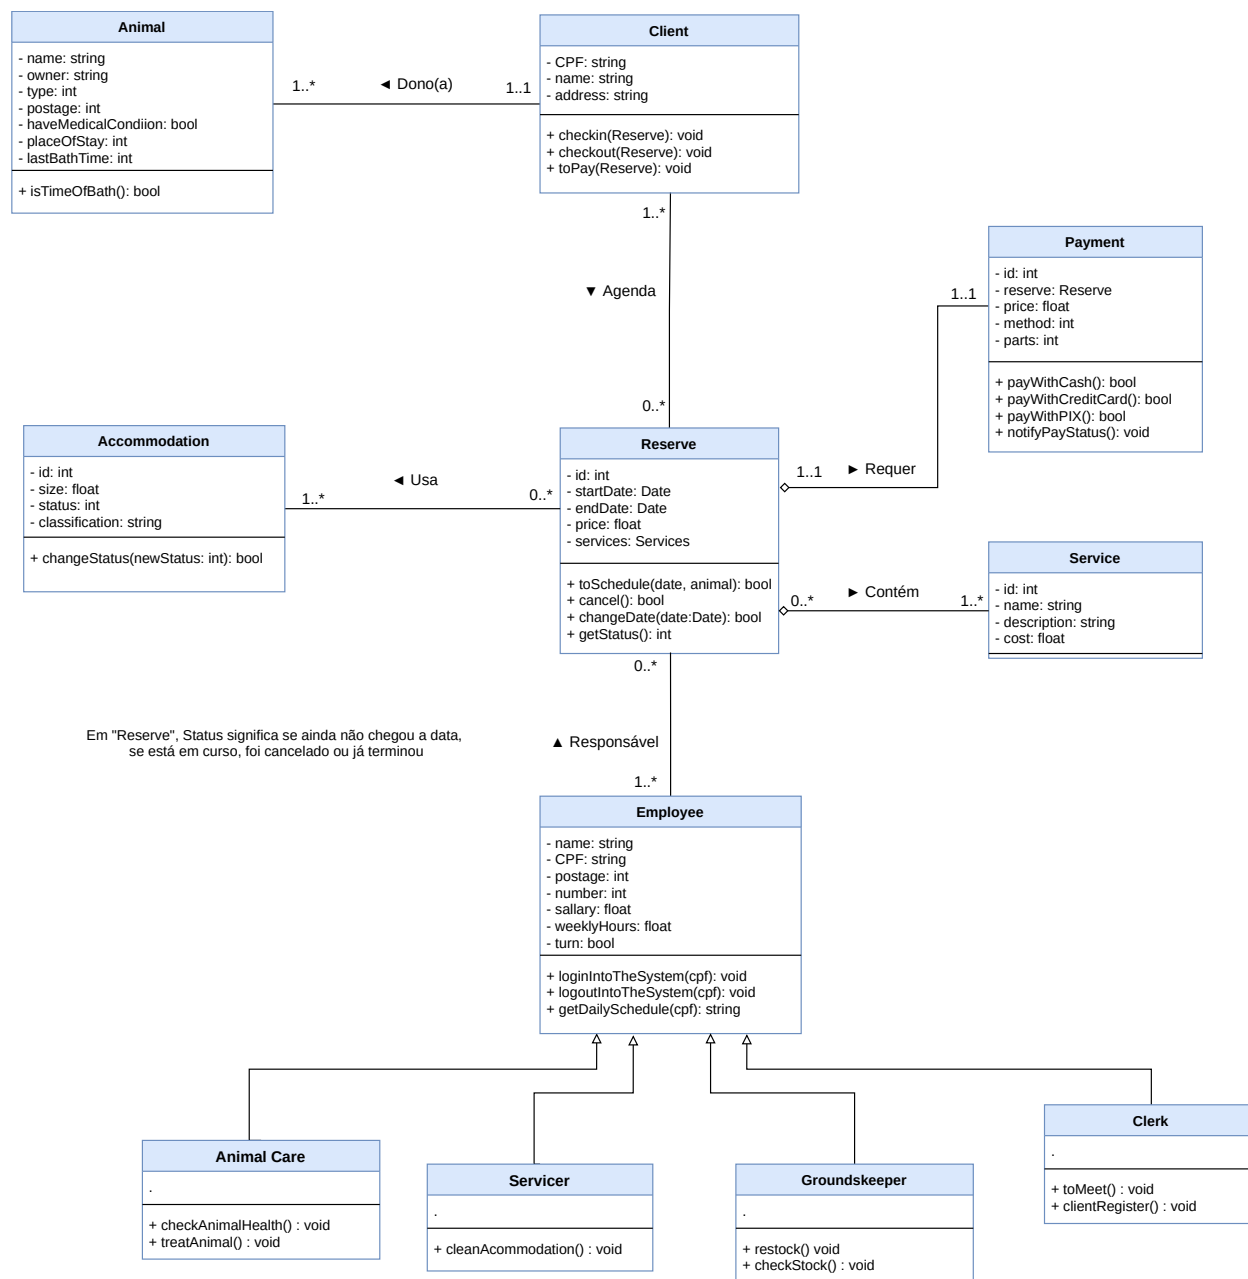 Animal
- name: string
- owner: string
- type: int
- postage: int
- haveMedicalCondiion: bool
- placeOfStay: int
- lastBathTime: int
+ isTimeOfBath(): bool
1..*
◄ Dono(a)
1..1
Client
- CPF: string
- name: string
- address: string
+ checkin(Reserve): void
+ checkout(Reserve): void
+ toPay(Reserve): void
1..*
▼ Agenda
0..*
Payment
- id: int
- reserve: Reserve
- price: float
- method: int
- parts: int
+ payWithCash(): bool
+ payWithCreditCard(): bool
+ payWithPIX(): bool
+ notifyPayStatus(): void
1..1
► Requer
1..1
Accommodation
- id: int
- size: float
- status: int
- classification: string
+ changeStatus(newStatus: int): bool
1..*
◄ Usa
0..*
Reserve
- id: int
- startDate: Date
- endDate: Date
- price: float
- services: Services
+ toSchedule(date, animal): bool
+ cancel(): bool
+ changeDate(date:Date): bool
+ getStatus(): int
0..*
► Contém
1..*
Service
- id: int
- name: string
- description: string
- cost: float
0..*
▲ Responsável
1..*
Em "Reserve", Status significa se ainda não chegou a data,
se está em curso, foi cancelado ou já terminou
Employee
- name: string
- CPF: string
- postage: int
- number: int
- sallary: float
- weeklyHours: float
- turn: bool
+ loginIntoTheSystem(cpf): void
+ logoutIntoTheSystem(cpf): void
+ getDailySchedule(cpf): string
Animal Care
.
+ checkAnimalHealth() : void
+ treatAnimal() : void
Servicer
.
+ cleanAcommodation() : void
Groundskeeper
.
+ restock() void
+ checkStock() : void
Clerk
.
+ toMeet() : void
+ clientRegister() : void